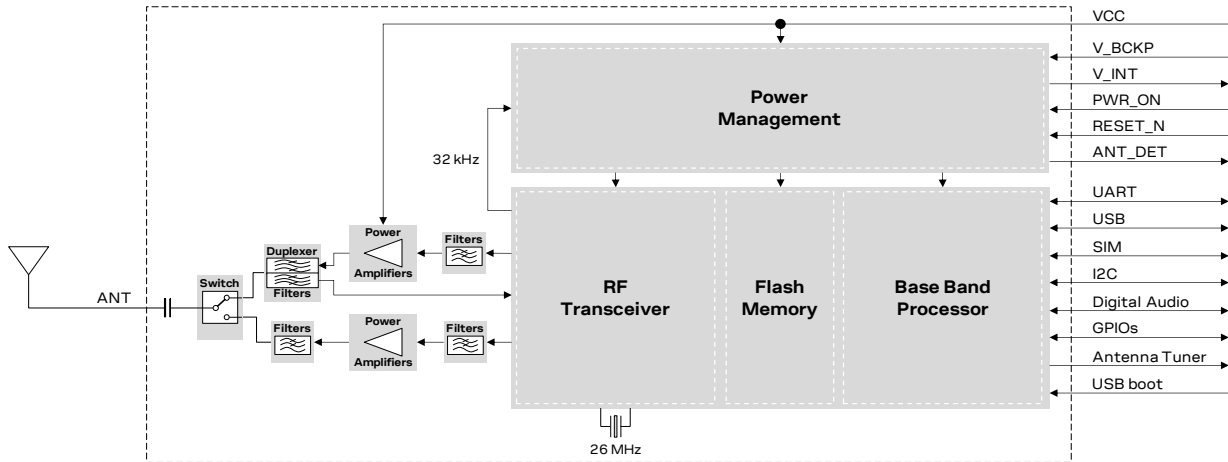 VCC
V_BCKP
V_INT
PWR_ON
RESET_N
ANT_DET
Power
Management
32 kHz
UART
USB
SIM
I2C
Digital Audio
GPIOs
Antenna Tuner
USB boot
ANT
Switch
Duplexer
Filters
Power
Amplifiers
Filters
Filters
Power
Amplifiers
Filters
RF
Transceiver
Flash
Memory
Base Band
Processor
26 MHz